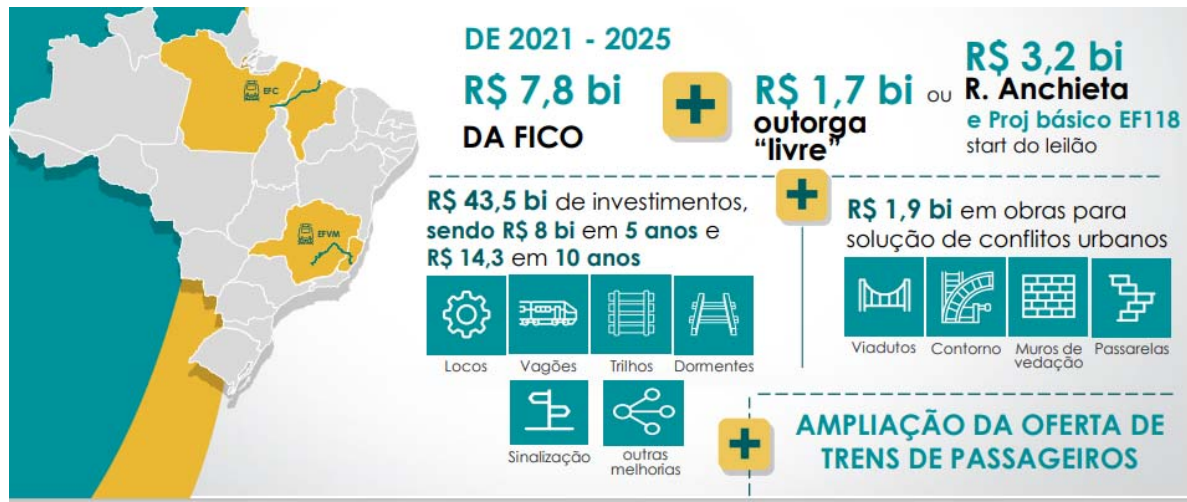 EFC
EFVM
DE 2021 - 2025
R$ 7,8 bi
DA FICO
+
R$ 1,7 bi ou
outorga
“livre”
R$ 3,2 bi
R. Anchieta
e Proj básico EF118
start do leilão
R$ 43,5 bi de investimentos,
sendo R$ 8 bi em 5 anos e
R$ 14,3 em 10 anos
Locos
Vagões
Trilhos
Dormentes
Sinalização
outras
melhorias
+
R$ 1,9 bi em obras para
solução de conflitos urbanos
Viadutos
Contorno
Muros de
vedação
Passarelas
+
AMPLIAÇÃO DA OFERTA DE
TRENS DE PASSAGEIROS